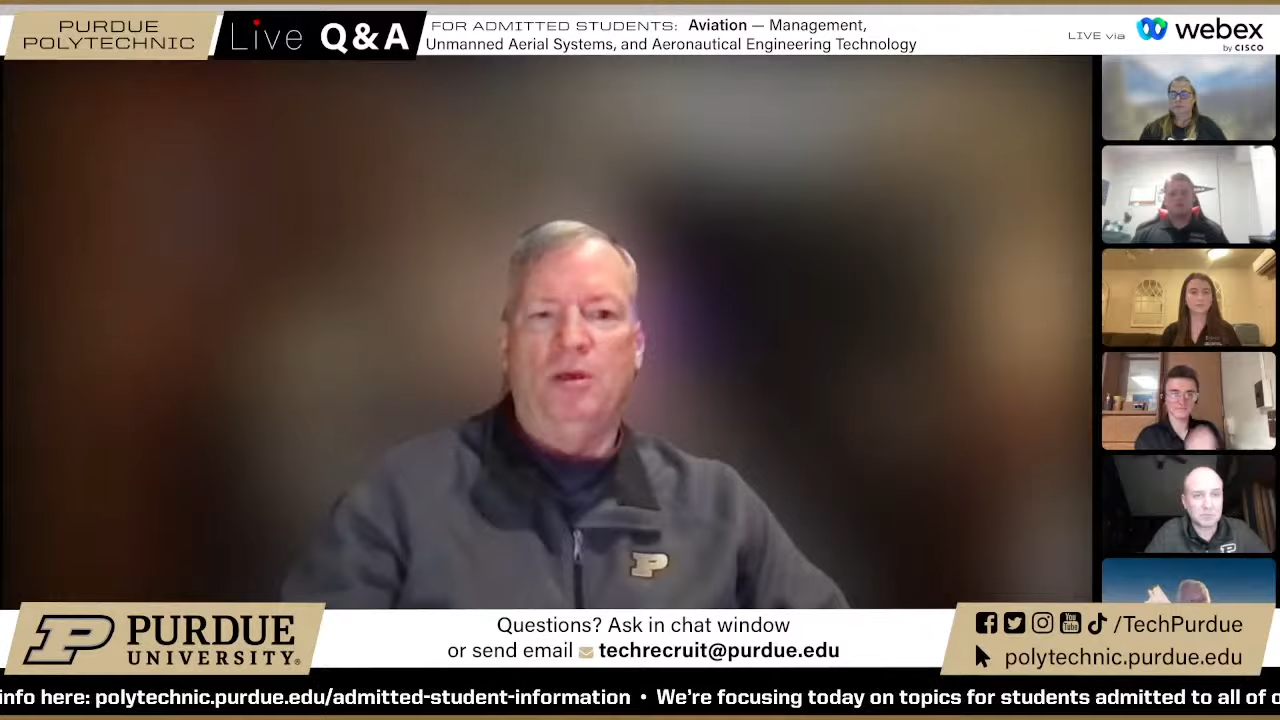 PURDUE
POLYTECHNIC
Live Q&A
FOR ADMITTED STUDENTS: Aviation — Management,
Unmanned Aerial Systems, and Aeronautical Engineering Technology
LIVE via webex
by CISCO
P
P PURDUE
UNIVERSITY®
Questions? Ask in chat window
or send email techrecruit@purdue.edu
You
Tube
/TechPurdue
polytechnic.purdue.edu
info here: polytechnic.purdue.edu/admitted-student-information • We're focusing today on topics for students admitted to all of